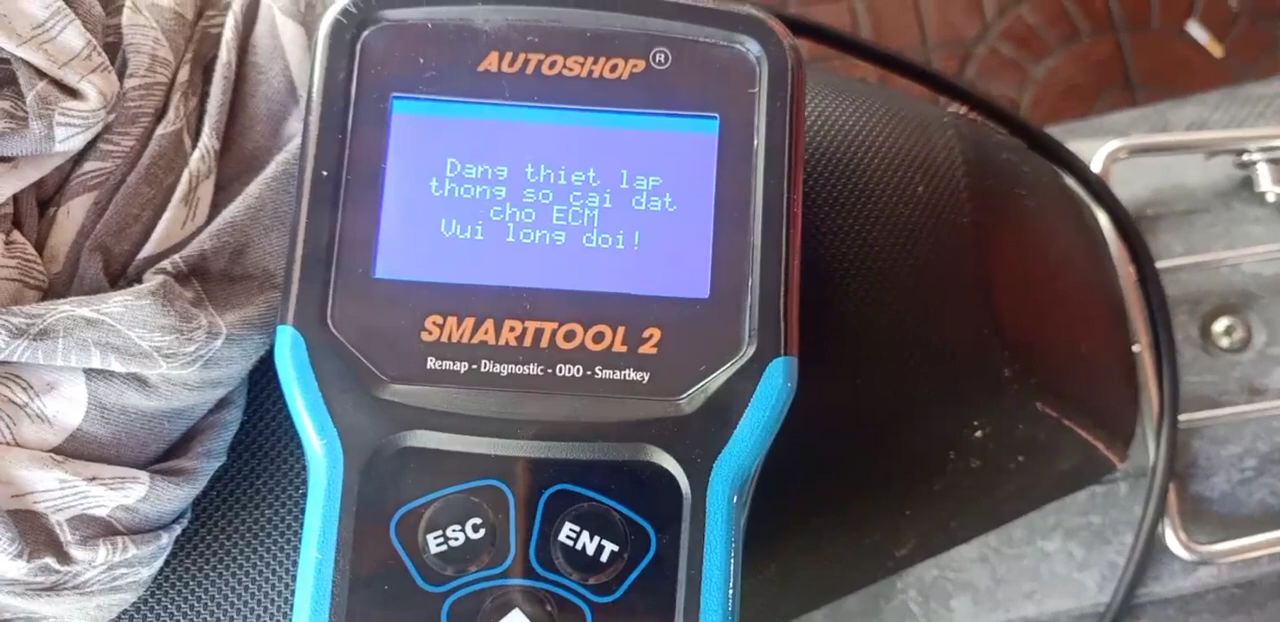 AUTOSHOP ®
Dang thiet lap
thong so cai dat
cho ECM
Vui long doi!
SMARTTOOL 2
Remap - Diagnostic - ODO - Smartkey
ESC
ENT